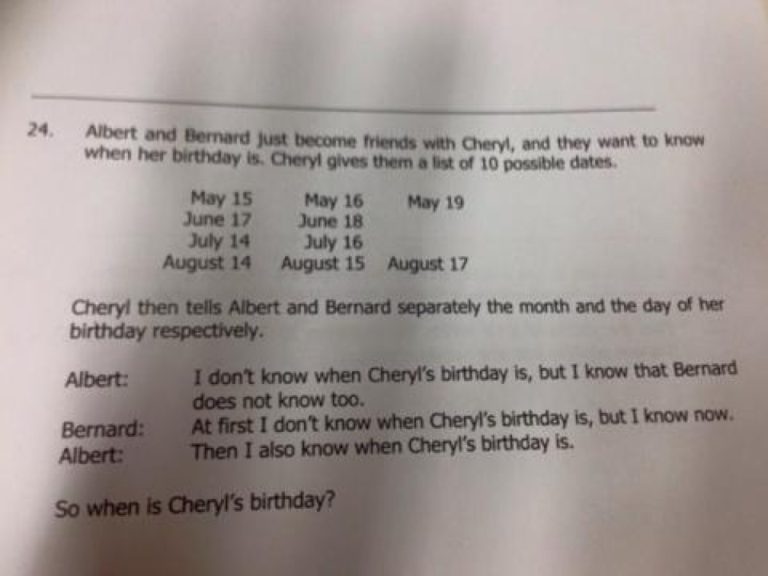 24. Albert and Bernard just become friends with Cheryl, and they want to know
when her birthday is. Cheryl gives them a list of 10 possible dates.
May 15 May 16 May 19
June 17 June 18
July 14 July 16
August 14 August 15 August 17
Cheryl then tells Albert and Bernard separately the month and the day of her
birthday respectively.
Albert: I don't know when Cheryl's birthday is, but I know that Bernard
does not know too.
Bernard: At first I don't know when Cheryl's birthday is, but I know now.
Albert: Then I also know when Cheryl's birthday is.
So when is Cheryl's birthday?